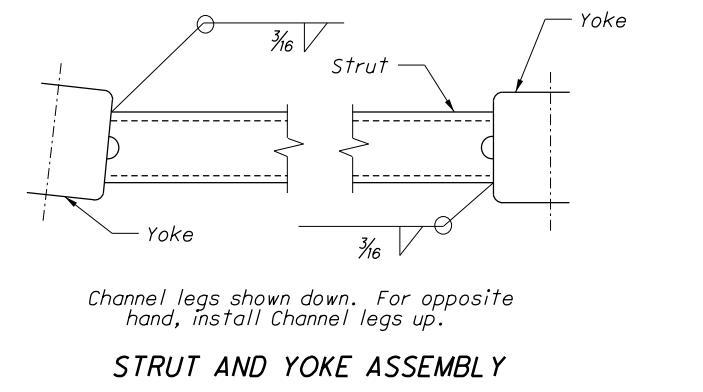 Yoke
3/16
Strut
Yoke
3/16
Channel legs shown down. For opposite
hand, install Channel legs up.
STRUT AND YOKE ASSEMBLY